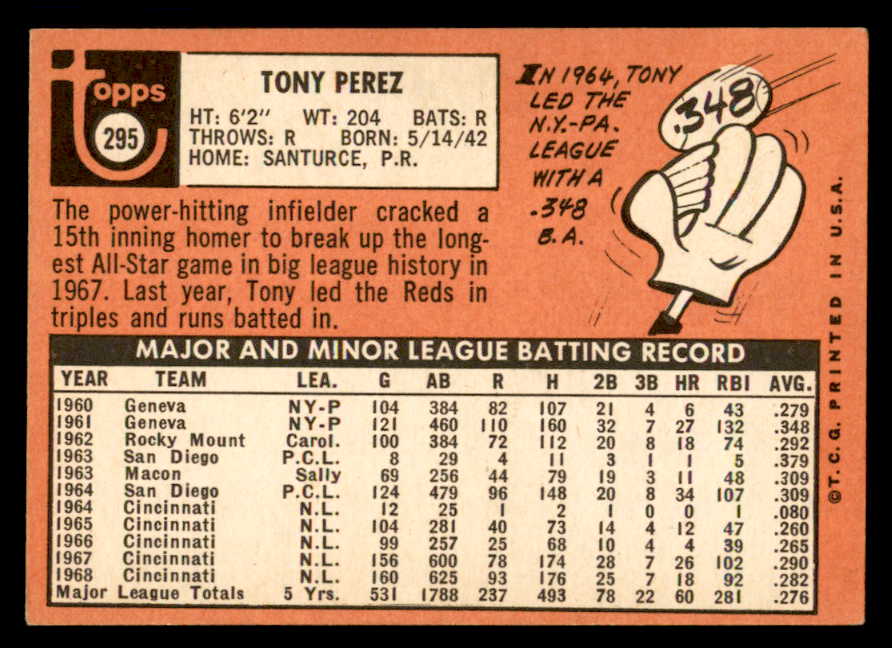 topps
295
TONY PEREZ
HT: 6'2" WT: 204 BATS: R
THROWS: R BORN: 5/14/42
HOME: SANTURCE, P.R.
IN 1964, TONY
LED THE
N.Y.-PA.
LEAGUE
WITH A
.348
B.A.
.348
The power-hitting infielder cracked a
15th inning homer to break up the long-
est All-Star game in big league history in
1967. Last year, Tony led the Reds in
triples and runs batted in.
MAJOR AND MINOR LEAGUE BATTING RECORD
YEAR TEAM LEA. G AB R H 2B 3B HR RBI AVG.
1960 Geneva NY-P 104 384 82 107 21 4 6 43 .279
1961 Geneva NY-P 121 460 110 160 32 7 27 132 .348
1962 Rocky Mount Carol. 100 384 72 112 20 8 18 74 .292
1963 San Diego P.C.L. 8 29 4 11 3 1 1 5 .379
1963 Macon Sally 69 256 44 79 19 3 11 48 .309
1964 San Diego P.C.L. 124 479 96 148 20 8 34 107 .309
1964 Cincinnati N.L. 12 25 1 2 1 0 0 1 .080
1965 Cincinnati N.L. 104 281 40 73 14 4 12 47 .260
1966 Cincinnati N.L. 99 257 25 68 10 4 4 39 .265
1967 Cincinnati N.L. 156 600 78 174 28 7 26 102 .290
1968 Cincinnati N.L. 160 625 93 176 25 7 18 92 .282
Major League Totals 5 Yrs. 531 1788 237 493 78 22 60 281 .276
©T.C.G. PRINTED IN U.S.A.